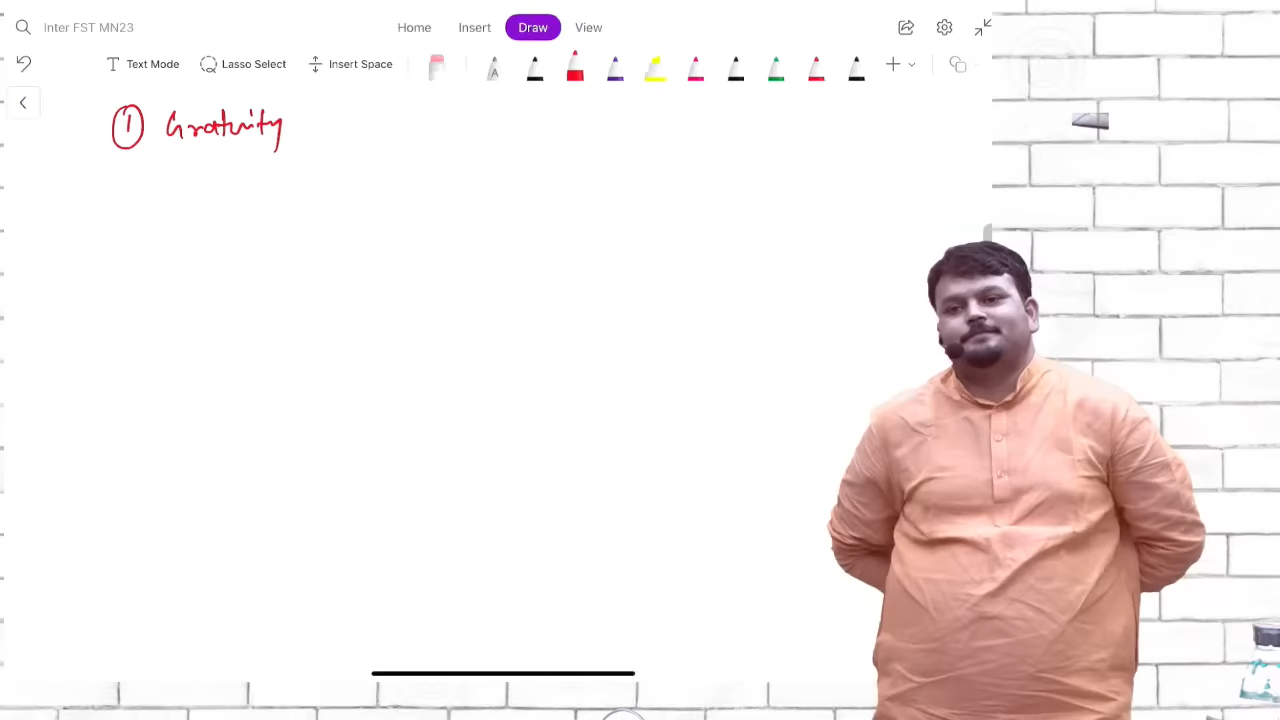 Inter FST MN23
Home Insert Draw View
Text Mode Lasso Select Insert Space
A
① Gratuity